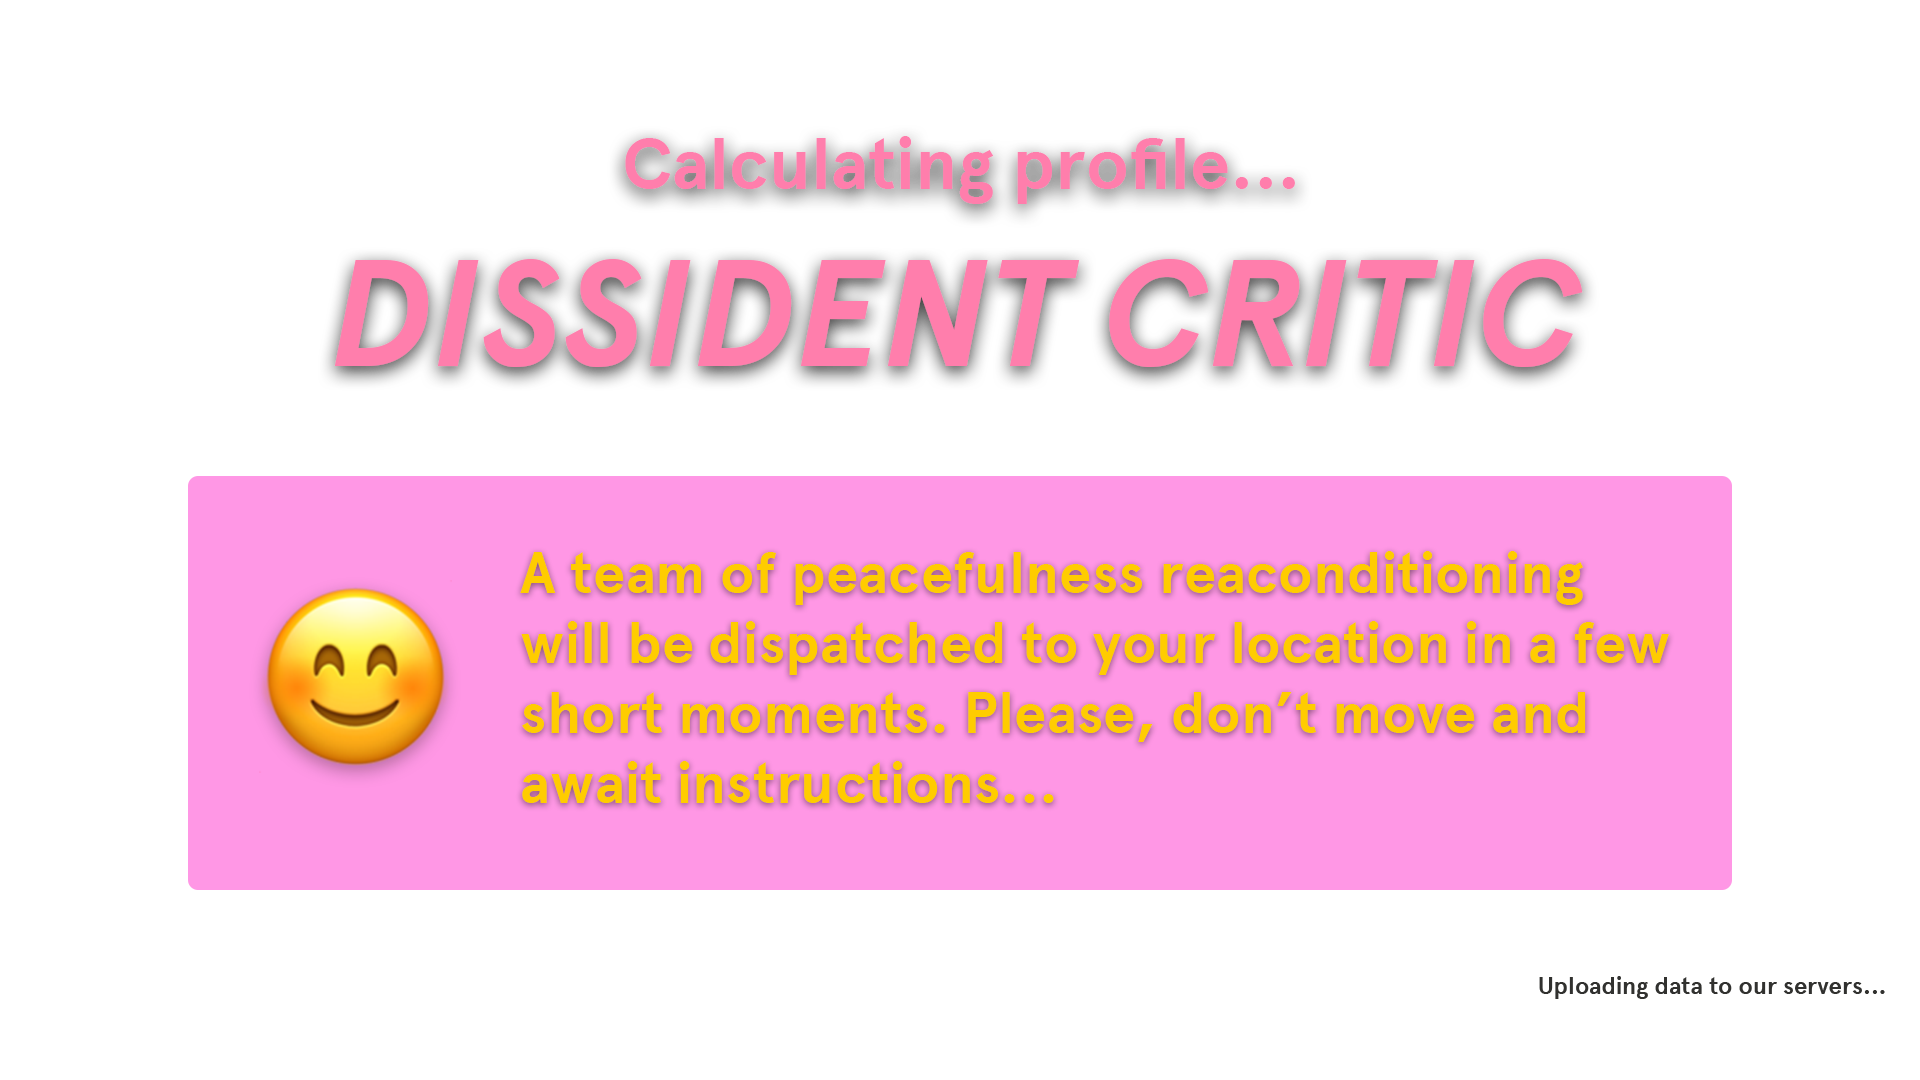 Calculating profile...
DISSIDENT CRITIC
A team of peacefulness reaconditioning
will be dispatched to your location in a few
short moments. Please, don’t move and
await instructions...
Uploading data to our servers...